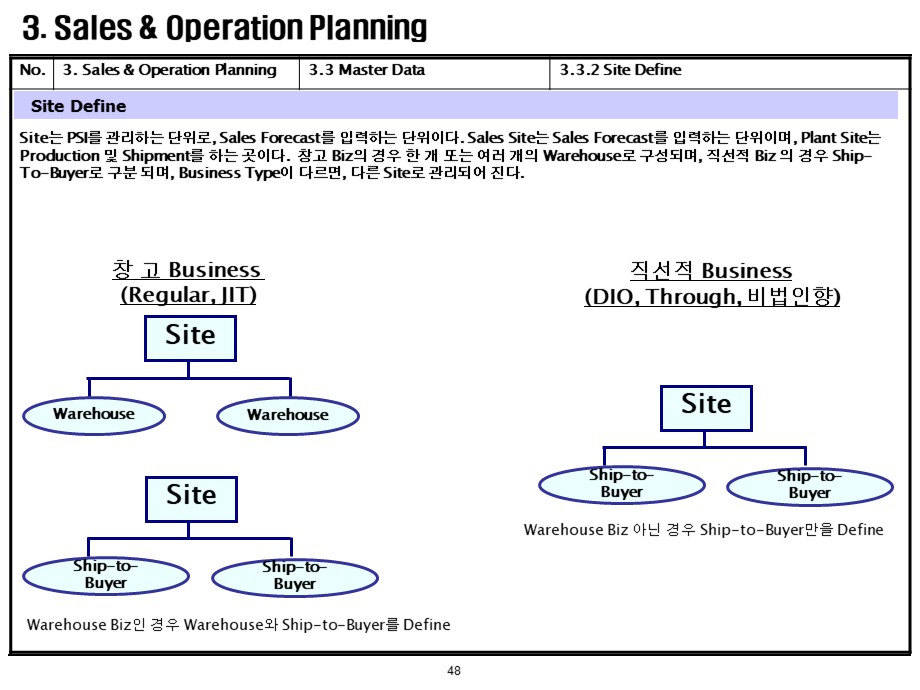 3. Sales & Operation Planning
No. 3. Sales & Operation Planning 3.3 Master Data 3.3.2 Site Define
Site Define
Site는 PSI를 관리하는 단위로, Sales Forecast를 입력하는 단위이다. Sales Site는 Sales Forecast를 입력하는 단위이며, Plant Site는
Production 및 Shipment를 하는 곳이다. 창고 Biz의 경우 한 개 또는 여러 개의 Warehouse로 구성되며, 직선적 Biz 의 경우 Ship-
To-Buyer로 구분 되며, Business Type이 다르면, 다른 Site로 관리되어 진다.
창 고 Business
(Regular, JIT)
Site
Warehouse
Warehouse
Site
Ship-to-
Buyer
Ship-to-
Buyer
Warehouse Biz인 경우 Warehouse와 Ship-to-Buyer를 Define
직선적 Business
(DIO, Through, 비법인향)
Site
Ship-to-
Buyer
Ship-to-
Buyer
Warehouse Biz 아닌 경우 Ship-to-Buyer만을 Define
48